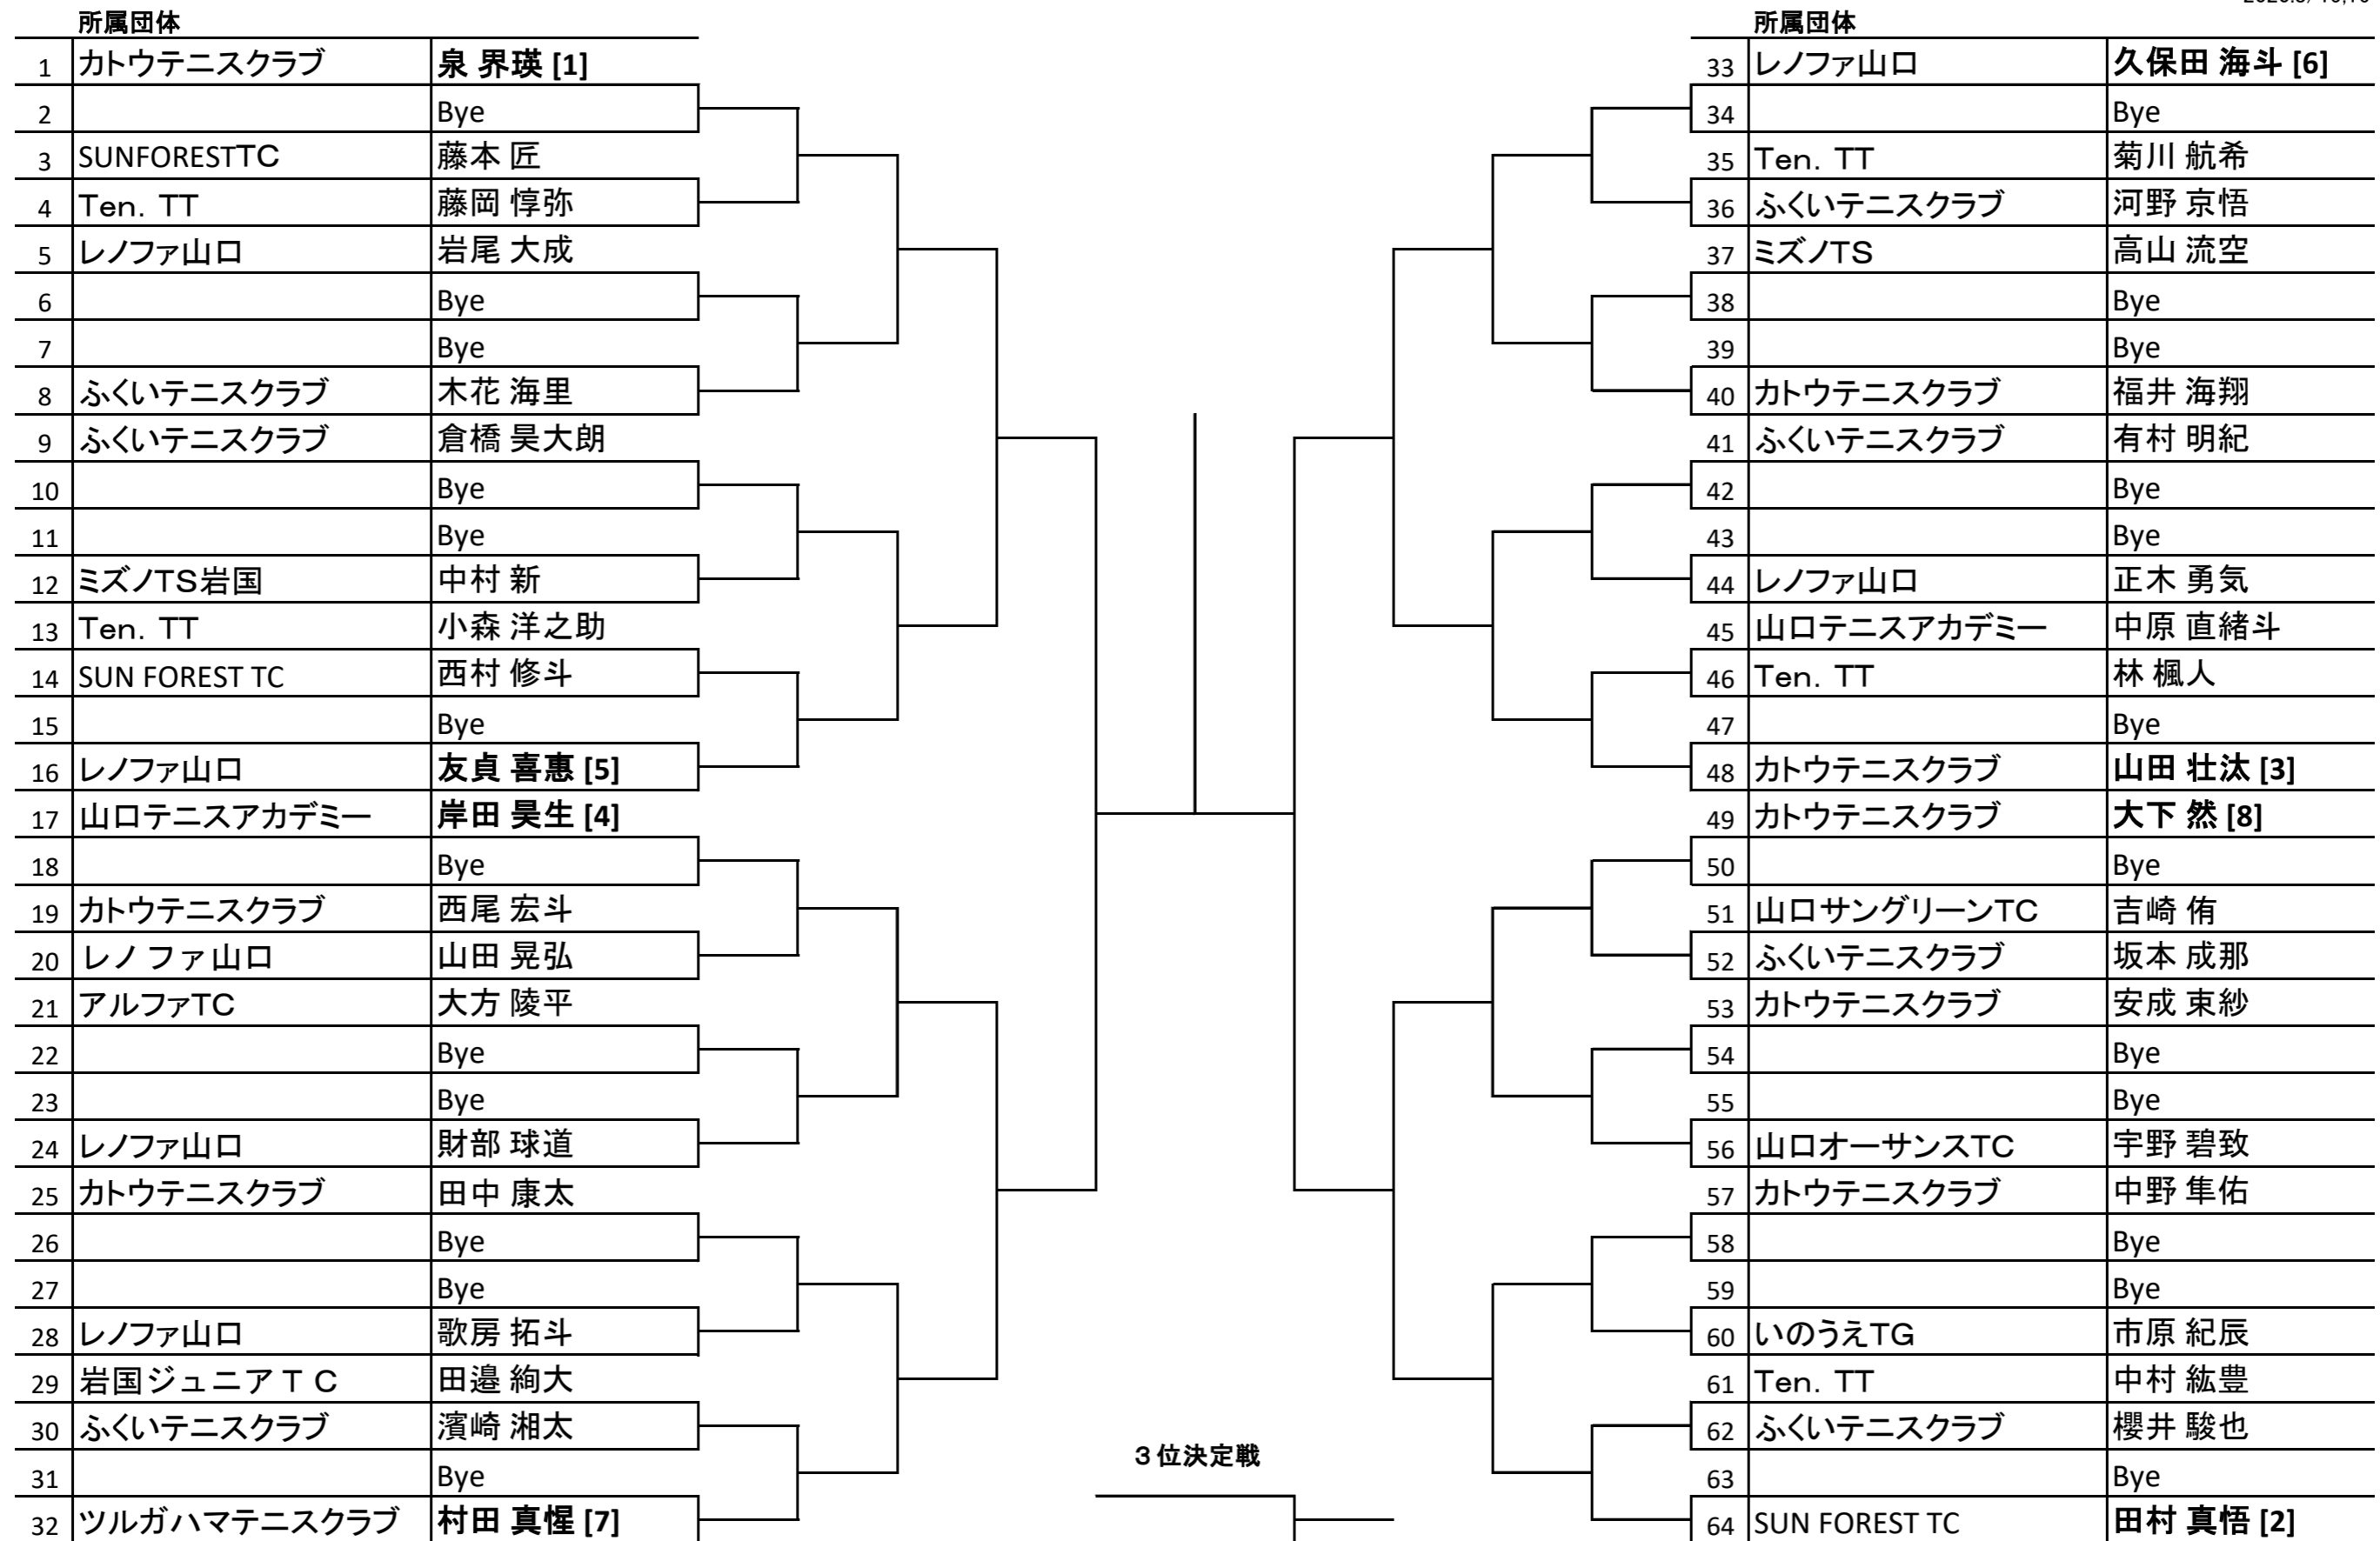 所属団体
1 カトウテニスクラブ 泉 界瑛 [1]
2 Bye
3 SUNFORESTTC 藤本 匠
4 Ten．TT 藤岡 惇弥
5 レノファ山口 岩尾 大成
6 Bye
7 Bye
8 ふくいテニスクラブ 木花 海里
9 ふくいテニスクラブ 倉橋 昊大朗
10 Bye
11 Bye
12 ミズノTS岩国 中村 新
13 Ten．TT 小森 洋之助
14 SUN FOREST TC 西村 修斗
15 Bye
16 レノファ山口 友貞 喜惠 [5]
17 山口テニスアカデミー 岸田 昊生 [4]
18 Bye
19 カトウテニスクラブ 西尾 宏斗
20 レノファ山口 山田 晃弘
21 アルファTC 大方 陵平
22 Bye
23 Bye
24 レノファ山口 財部 球道
25 カトウテニスクラブ 田中 康太
26 Bye
27 Bye
28 レノファ山口 歌房 拓斗
29 岩国ジュニアＴＣ 田邉 絢大
30 ふくいテニスクラブ 濱崎 湘太
31 Bye
32 ツルガハマテニスクラブ 村田 真惺 [7]
３位決定戦
所属団体
33 レノファ山口 久保田 海斗 [6]
34 Bye
35 Ten．TT 菊川 航希
36 ふくいテニスクラブ 河野 京悟
37 ミズノTS 高山 流空
38 Bye
39 Bye
40 カトウテニスクラブ 福井 海翔
41 ふくいテニスクラブ 有村 明紀
42 Bye
43 Bye
44 レノファ山口 正木 勇気
45 山口テニスアカデミー 中原 直緒斗
46 Ten．TT 林 楓人
47 Bye
48 カトウテニスクラブ 山田 壮汰 [3]
49 カトウテニスクラブ 大下 然 [8]
50 Bye
51 山口サングリーンTC 吉崎 侑
52 ふくいテニスクラブ 坂本 成那
53 カトウテニスクラブ 安成 束紗
54 Bye
55 Bye
56 山口オーサンスTC 宇野 碧致
57 カトウテニスクラブ 中野 隼佑
58 Bye
59 Bye
60 いのうえTG 市原 紀辰
61 Ten．TT 中村 紘豊
62 ふくいテニスクラブ 櫻井 駿也
63 Bye
64 SUN FOREST TC 田村 真悟 [2]